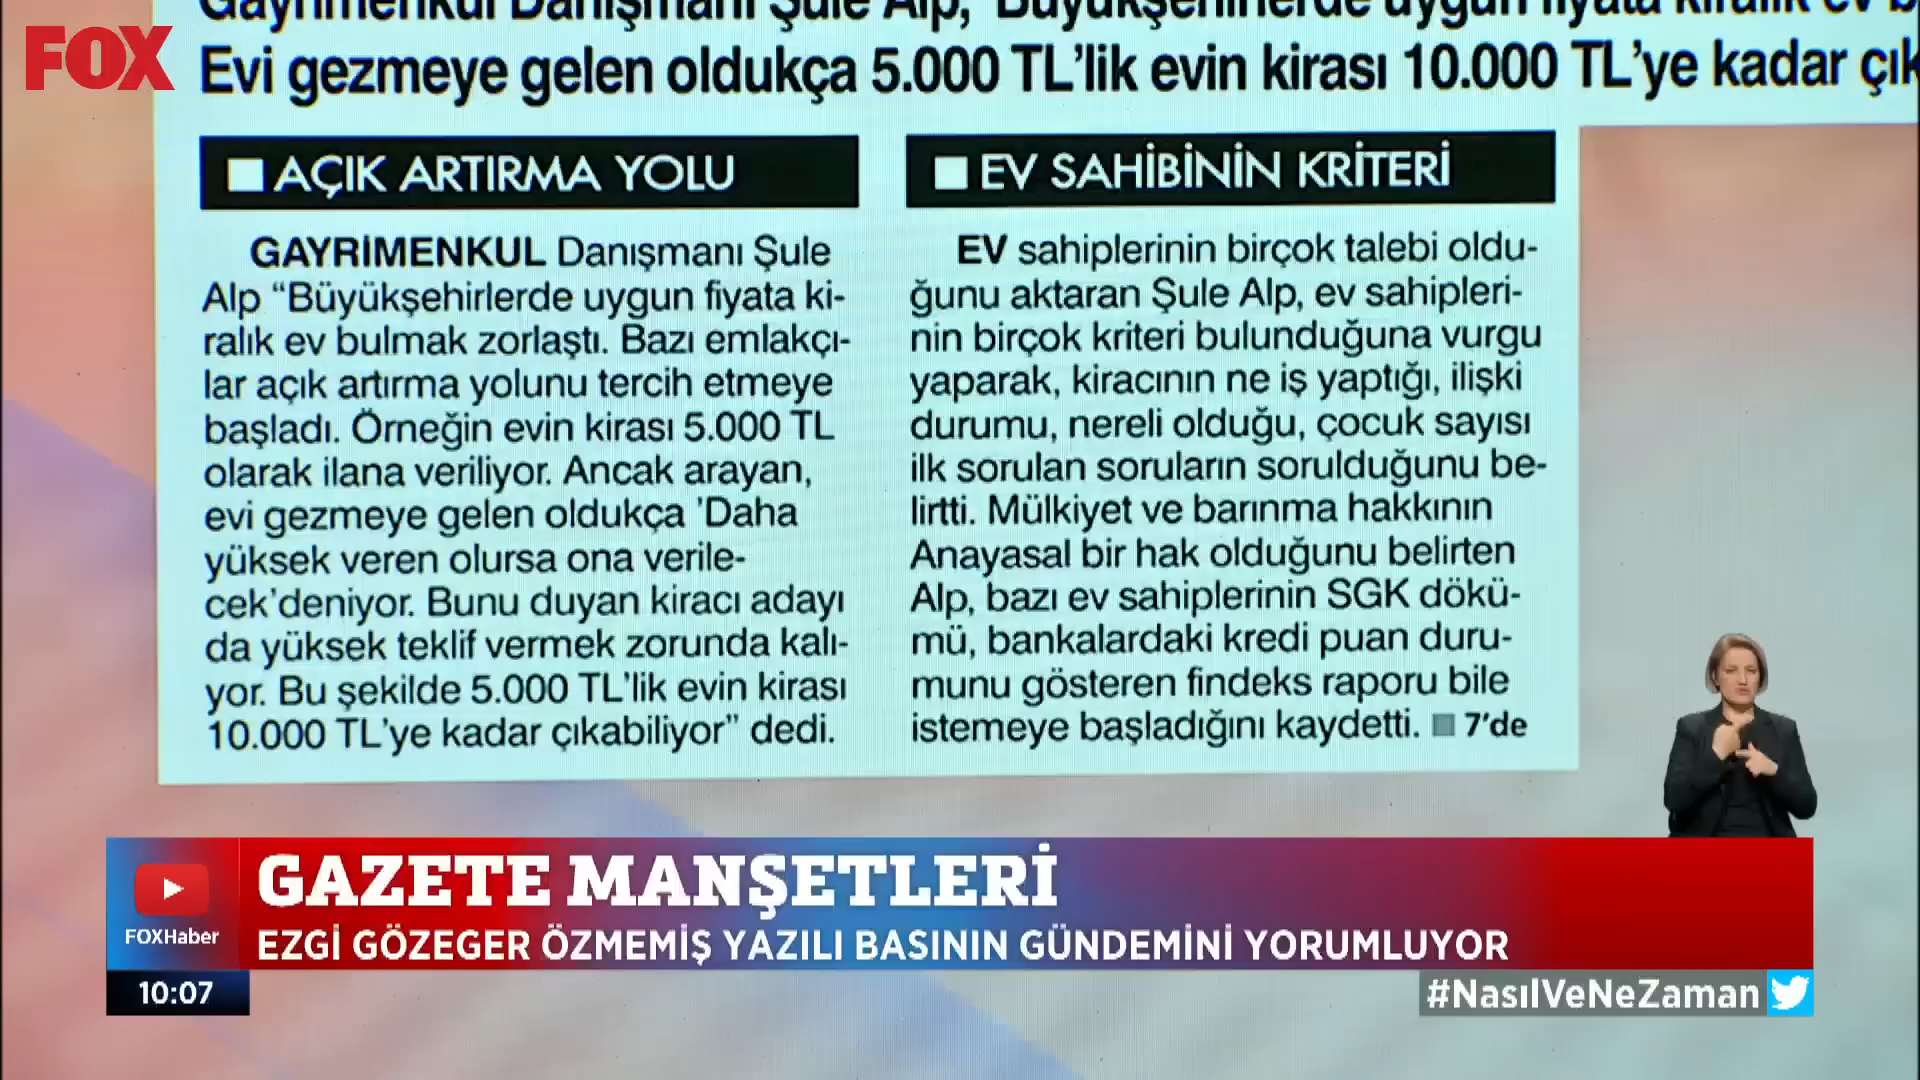 FOX
Gayrimenkul Danışmanı Şule Alp, "Büyükşehirlerde uygun fiyata kiralık ev
Evi gezmeye gelen oldukça 5.000 TL'lik evin kirası 10.000 TL'ye kadar
AÇIK ARTIRMA YOLU
GAYRİMENKUL Danışmanı Şule
Alp “Büyükşehirlerde uygun fiyata ki-
ralık ev bulmak zorlaştı. Bazı emlakçı-
lar açık artırma yolunu tercih etmeye
başladı. Örneğin evin kirası 5.000 TL
olarak ilana veriliyor. Ancak arayan,
evi gezmeye gelen oldukça 'Daha
yüksek veren olursa ona verile-
cek'deniyor. Bunu duyan kiracı adayı
da yüksek teklif vermek zorunda kalı-
yor. Bu şekilde 5.000 TL'lik evin kirası
10.000 TL'ye kadar çıkabiliyor” dedi.
EV SAHİBİNİN KRİTERİ
EV sahiplerinin birçok talebi oldu-
ğunu aktaran Şule Alp, ev sahipleri-
nin birçok kriteri bulunduğuna vurgu
yaparak, kiracının ne iş yaptığı, ilişki
durumu, nereli olduğu, çocuk sayısı
ilk sorulan soruların sorulduğunu be-
lirtti. Mülkiyet ve barınma hakkının
Anayasal bir hak olduğunu belirten
Alp, bazı ev sahiplerinin SGK dökü-
mü, bankalardaki kredi puan duru-
munu gösteren findeks raporu bile
istemeye başladığını kaydetti. 7'de
GAZETE MANŞETLERİ
FOXHaber
EZGİ GÖZEGER ÖZMEMİŞ YAZILI BASININ GÜNDEMİNİ YORUMLUYOR
10:07
#NasılVeNeZaman